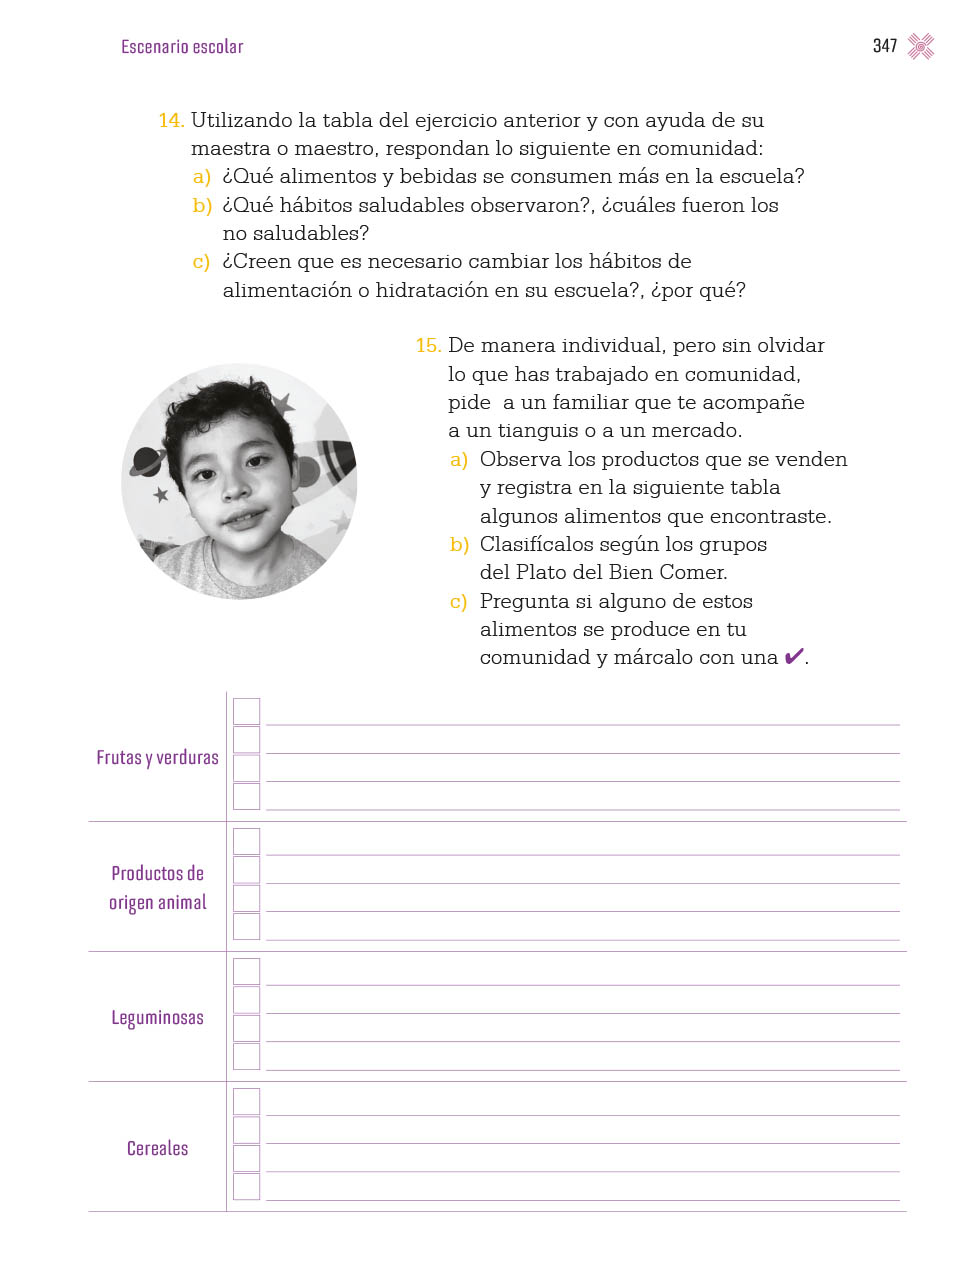 Escenario escolar
347
14. Utilizando la tabla del ejercicio anterior y con ayuda de su
maestra o maestro, respondan lo siguiente en comunidad:
a) ¿Qué alimentos y bebidas se consumen más en la escuela?
b) ¿Qué hábitos saludables observaron?, ¿cuáles fueron los
no saludables?
c) ¿Creen que es necesario cambiar los hábitos de
alimentación o hidratación en su escuela?, ¿por qué?
15. De manera individual, pero sin olvidar
lo que has trabajado en comunidad,
pide a un familiar que te acompañe
a un tianguis o a un mercado.
a) Observa los productos que se venden
y registra en la siguiente tabla
algunos alimentos que encontraste.
b) Clasifícalos según los grupos
del Plato del Bien Comer.
c) Pregunta si alguno de estos
alimentos se produce en tu
comunidad y márcalo con una ✔.
Frutas y verduras
Productos de
origen animal
Leguminosas
Cereales